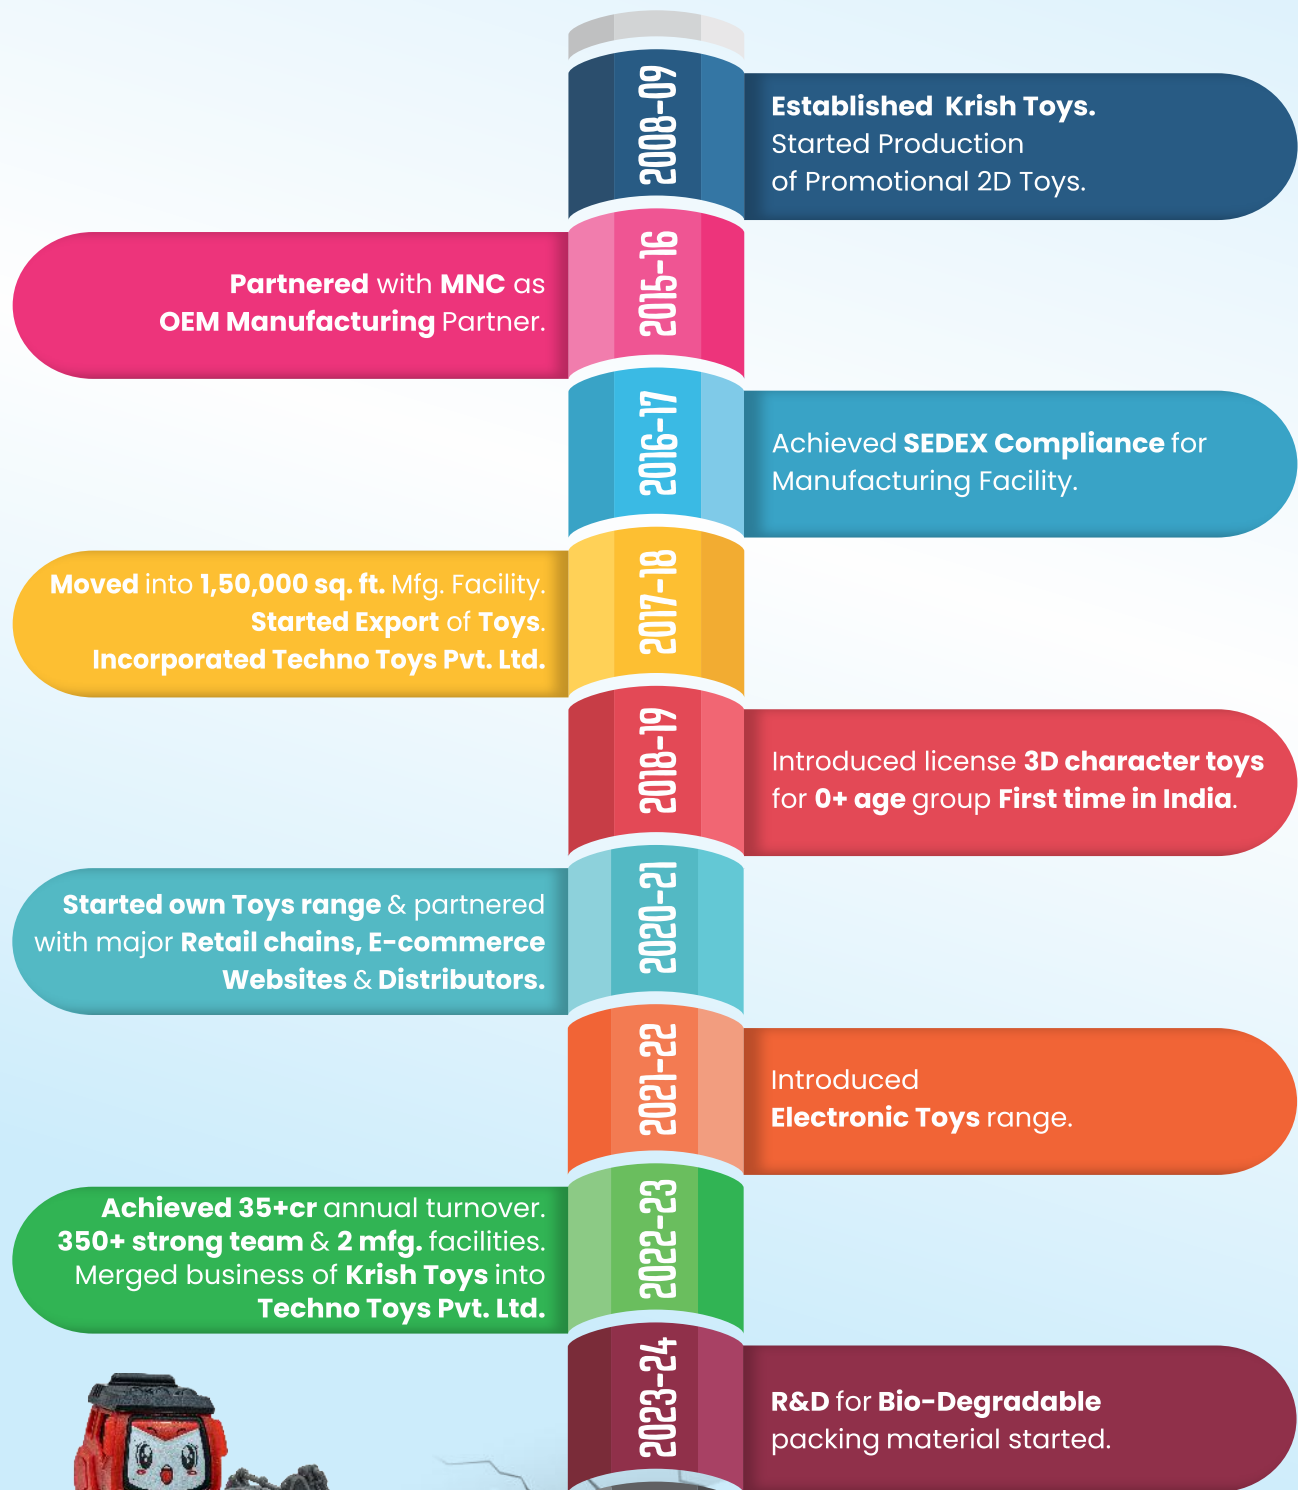 2008-09
Established Krish Toys.
Started Production
of Promotional 2D Toys.
2015-16
Partnered with MNC as
OEM Manufacturing Partner.
2016-17
Achieved SEDEX Compliance for
Manufacturing Facility.
2017-18
Moved into 1,50,000 sq. ft. Mfg. Facility.
Started Export of Toys.
Incorporated Techno Toys Pvt. Ltd.
2018-19
Introduced license 3D character toys
for 0+ age group First time in India.
2020-21
Started own Toys range & partnered
with major Retail chains, E-commerce
Websites & Distributors.
2021-22
Introduced
Electronic Toys range.
2022-23
Achieved 35+cr annual turnover.
350+ strong team & 2 mfg. facilities.
Merged business of Krish Toys into
Techno Toys Pvt. Ltd.
2023-24
R&D for Bio-Degradable
packing material started.